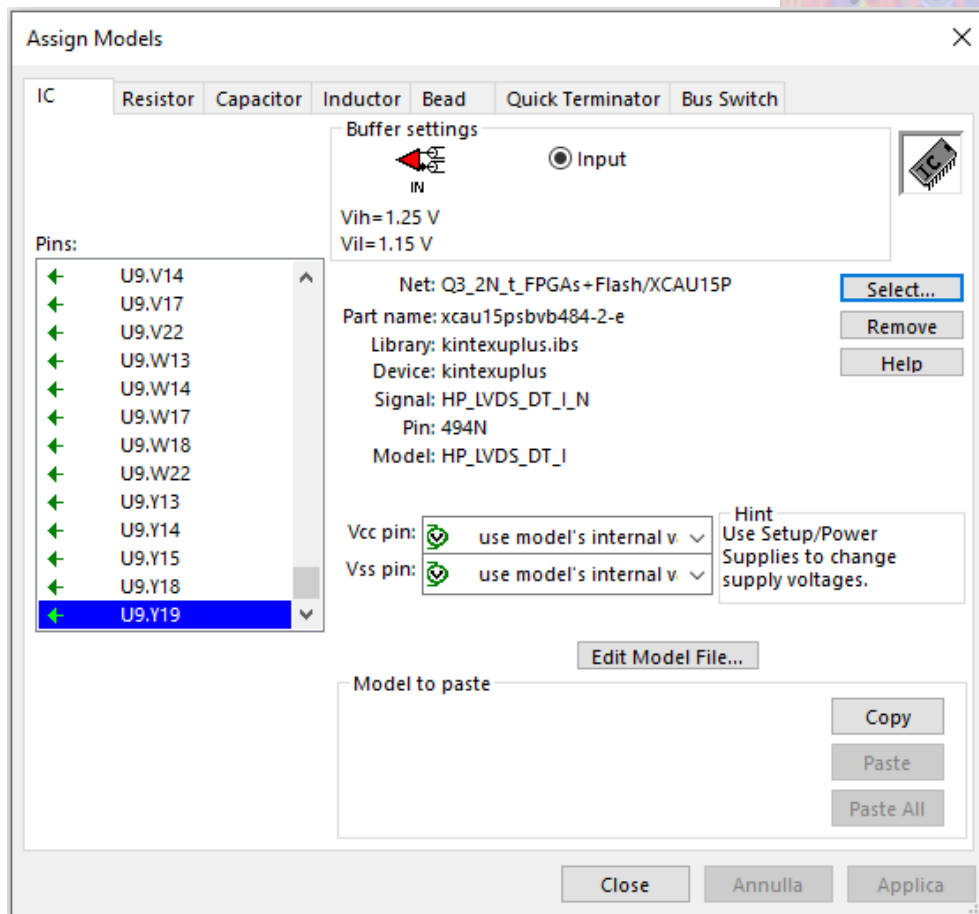 Assign Models
IC Resistor Capacitor Inductor Bead Quick Terminator Bus Switch
Buffer settings
Input
IN
Vih=1.25 V
Vil=1.15 V
IC
Pins:
U9.V14
U9.V17
U9.V22
U9.W13
U9.W14
U9.W17
U9.W18
U9.W22
U9.Y13
U9.Y14
U9.Y15
U9.Y18
U9.Y19
Net: Q3_2N_t_FPGAs+Flash/XCAU15P
Part name: xcau15psbvb484-2-e
Library: kintexuplus.ibs
Device: kintexuplus
Signal: HP_LVDS_DT_I_N
Pin: 494N
Model: HP_LVDS_DT_I
Select...
Remove
Help
Vcc pin: use model's internal v
Vss pin: use model's internal v
Hint
Use Setup/Power
Supplies to change
supply voltages.
Edit Model File...
Model to paste
Copy
Paste
Paste All
Close Annulla Applica